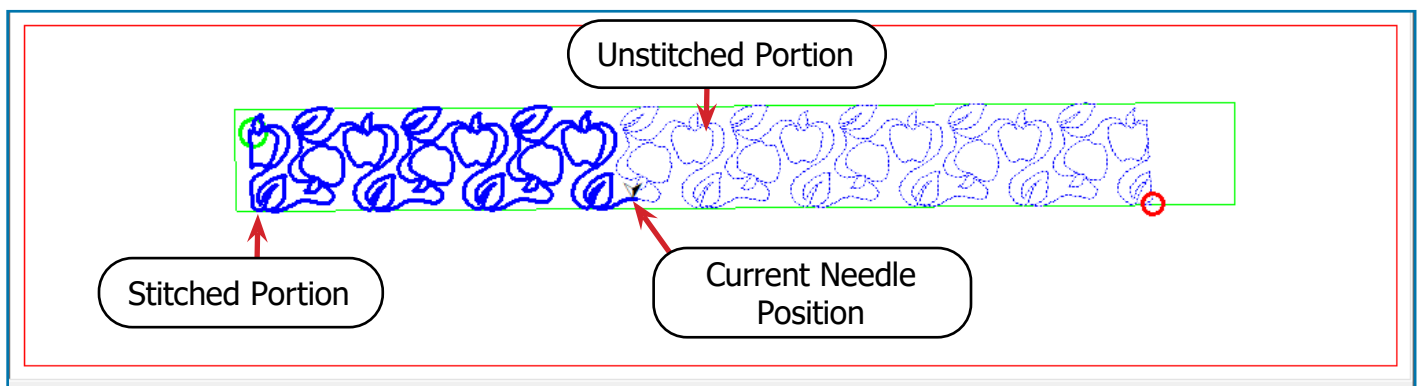 Unstitched Portion
Stitched Portion
Current Needle
Position